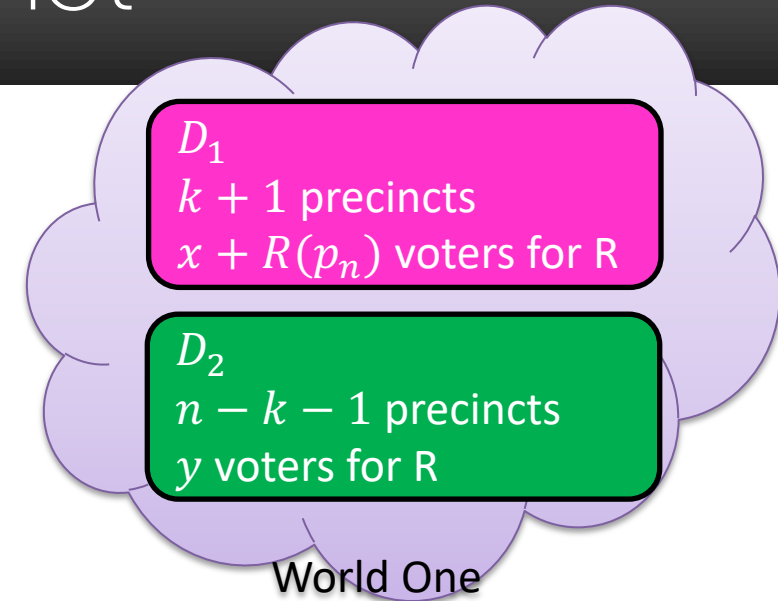 D₁
k + 1 precincts
x + R(pₙ) voters for R
D₂
n − k − 1 precincts
y voters for R
World One